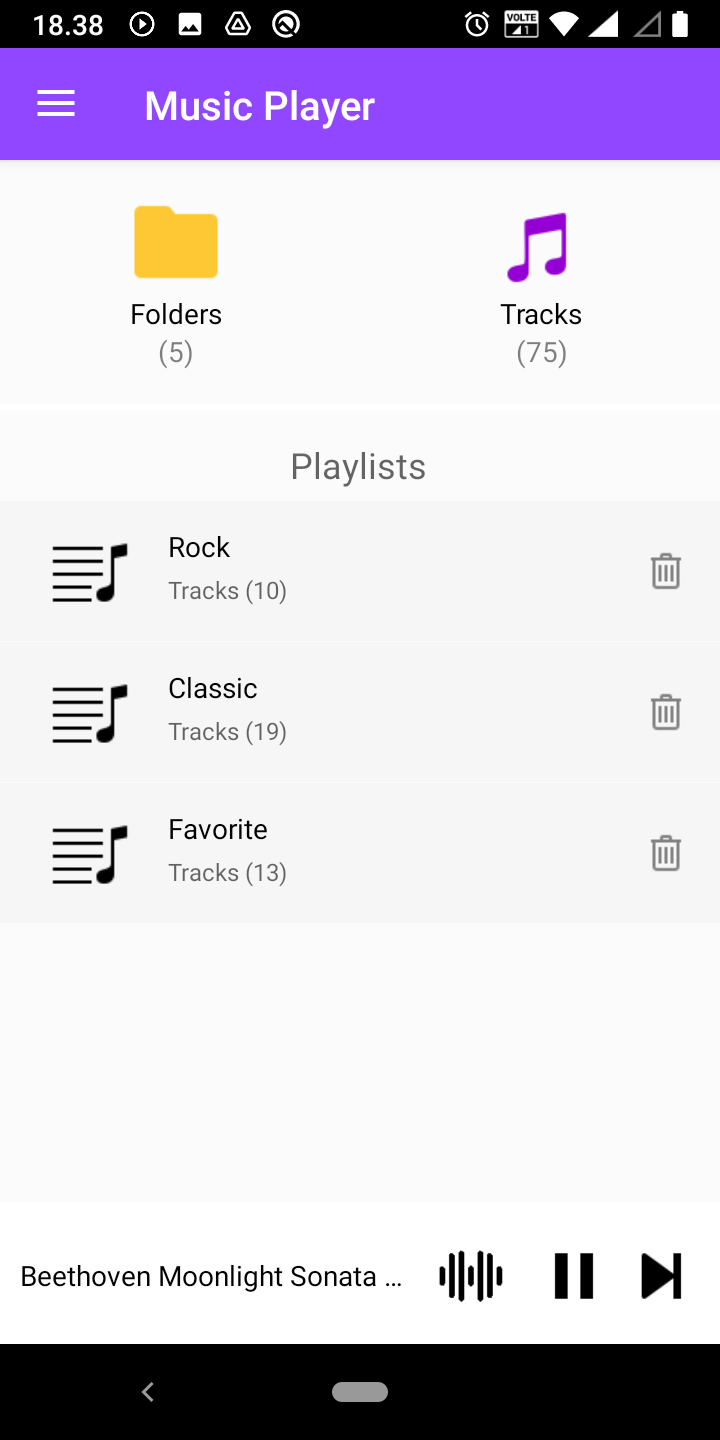 18.38
VOLTE
1
Music Player
Folders
(5)
Tracks
(75)
Playlists
Rock
Tracks (10)
Classic
Tracks (19)
Favorite
Tracks (13)
Beethoven Moonlight Sonata ...